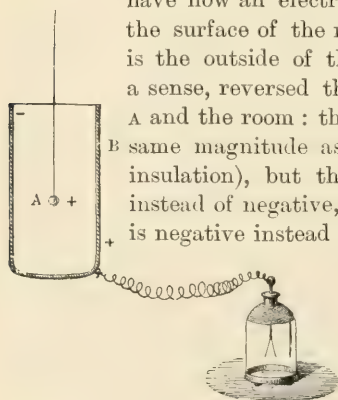 have now an electr
the surface of the
is the outside of t
a sense, reversed th
A and the room : th
same magnitude as
insulation), but th
instead of negative,
is negative instead
-
B
A +
+